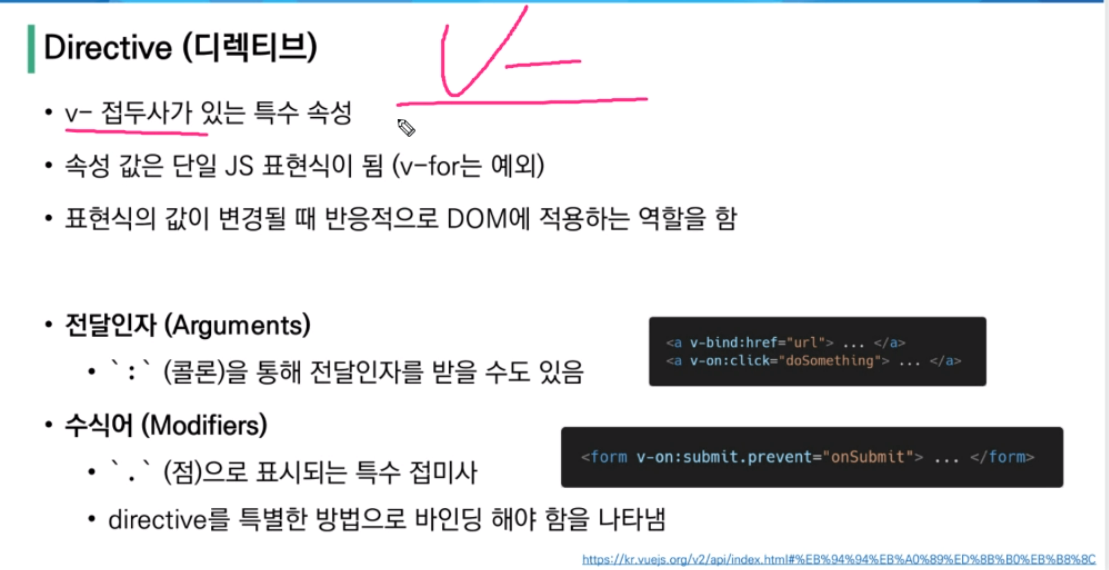 Directive (디렉티브)
V-
• v- 접두사가 있는 특수 속성
• 속성 값은 단일 JS 표현식이 됨 (v-for는 예외)
• 표현식의 값이 변경될 때 반응적으로 DOM에 적용하는 역할을 함
• 전달인자 (Arguments)
• `:` (콜론)을 통해 전달인자를 받을 수도 있음
<a v-bind:href="url"> ... </a>
<a v-on:click="doSomething"> ... </a>
• 수식어 (Modifiers)
• `.` (점)으로 표시되는 특수 접미사
• directive를 특별한 방법으로 바인딩 해야 함을 나타냄
<form v-on:submit.prevent="onSubmit"> ... </form>
https://kr.vuejs.org/v2/api/index.html#%EB%94%94%EB%A0%89%ED%8B%B0%EB%B8%8C